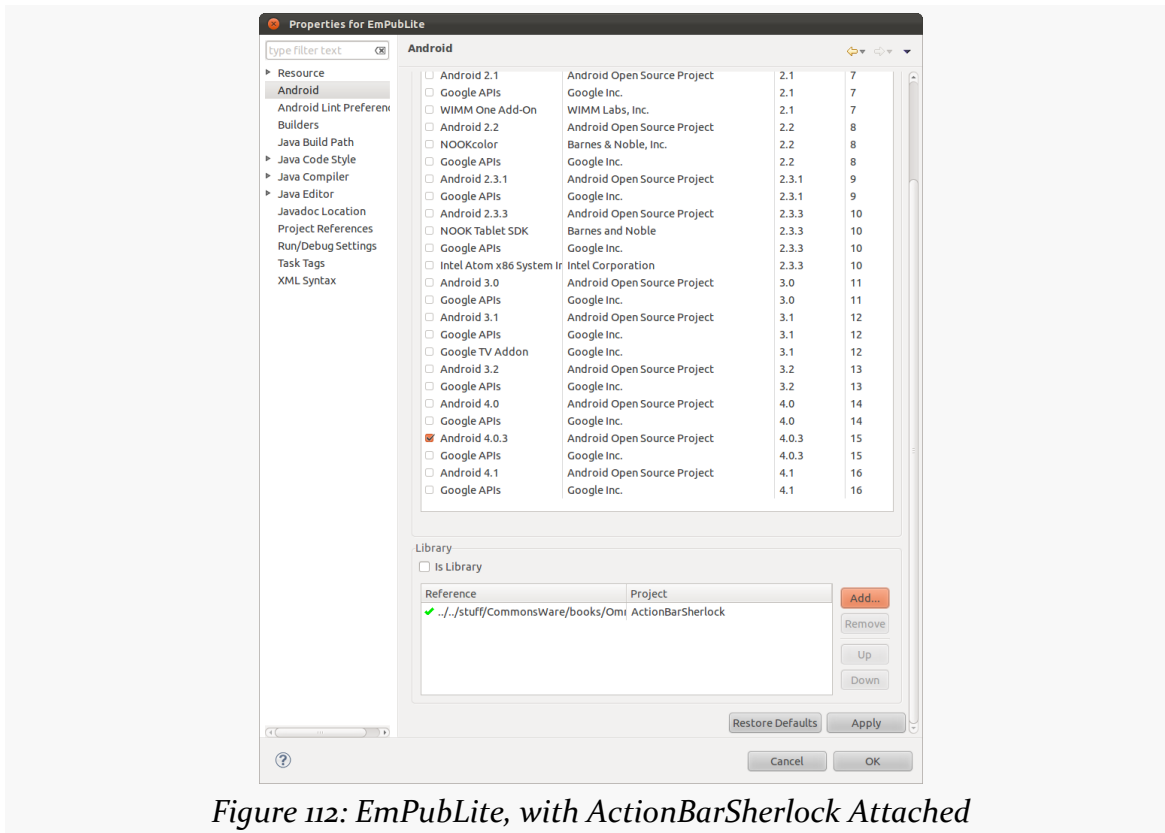 Properties for EmPubLite
type filter text
Android
Resource
Android
Android Lint Preferen
Builders
Java Build Path
Java Code Style
Java Compiler
Java Editor
Javadoc Location
Project References
Run/Debug Settings
Task Tags
XML Syntax
Android 2.1 Android Open Source Project 2.1 7
Google APIs Google Inc. 2.1 7
WIMM One Add-On WIMM Labs, Inc. 2.1 7
Android 2.2 Android Open Source Project 2.2 8
NOOKcolor Barnes & Noble, Inc. 2.2 8
Google APIs Google Inc. 2.2 8
Android 2.3.1 Android Open Source Project 2.3.1 9
Google APIs Google Inc. 2.3.1 9
Android 2.3.3 Android Open Source Project 2.3.3 10
NOOK Tablet SDK Barnes and Noble 2.3.3 10
Google APIs Google Inc. 2.3.3 10
Intel Atom x86 System Ir Intel Corporation 2.3.3 10
Android 3.0 Android Open Source Project 3.0 11
Google APIs Google Inc. 3.0 11
Android 3.1 Android Open Source Project 3.1 12
Google APIs Google Inc. 3.1 12
Google TV Addon Google Inc. 3.1 12
Android 3.2 Android Open Source Project 3.2 13
Google APIs Google Inc. 3.2 13
Android 4.0 Android Open Source Project 4.0 14
Google APIs Google Inc. 4.0 14
Android 4.0.3 Android Open Source Project 4.0.3 15
Google APIs Google Inc. 4.0.3 15
Android 4.1 Android Open Source Project 4.1 16
Google APIs Google Inc. 4.1 16
Library
Is Library
Reference Project
../../stuff/CommonsWare/books/Omr ActionBarSherlock
Add...
Remove
Up
Down
Restore Defaults Apply
Cancel OK
Figure 112: EmPubLite, with ActionBarSherlock Attached